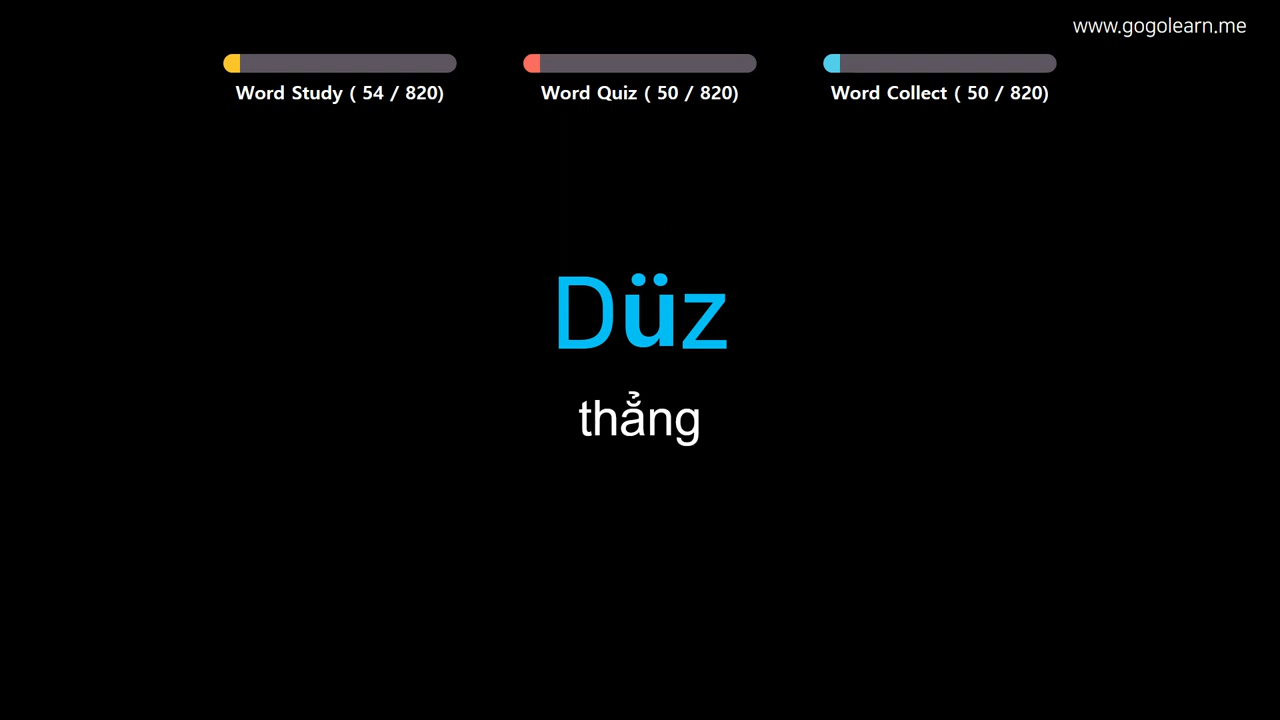 www.gogolearn.me
Word Study ( 54 / 820)
Word Quiz ( 50 / 820)
Word Collect ( 50 / 820)
Düz
thẳng